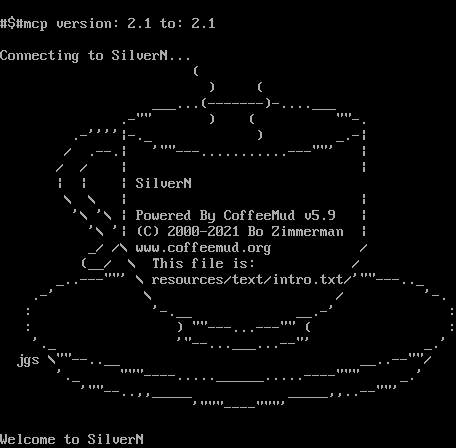 #$#mcp version: 2.1 to: 2.1
Connecting to SilverN...
SilverN
Powered By CoffeeMud v5.9
(C) 2000-2021 Bo Zimmerman
www.coffeemud.org
This file is:
resources/text/intro.txt
jgs
Welcome to SilverN